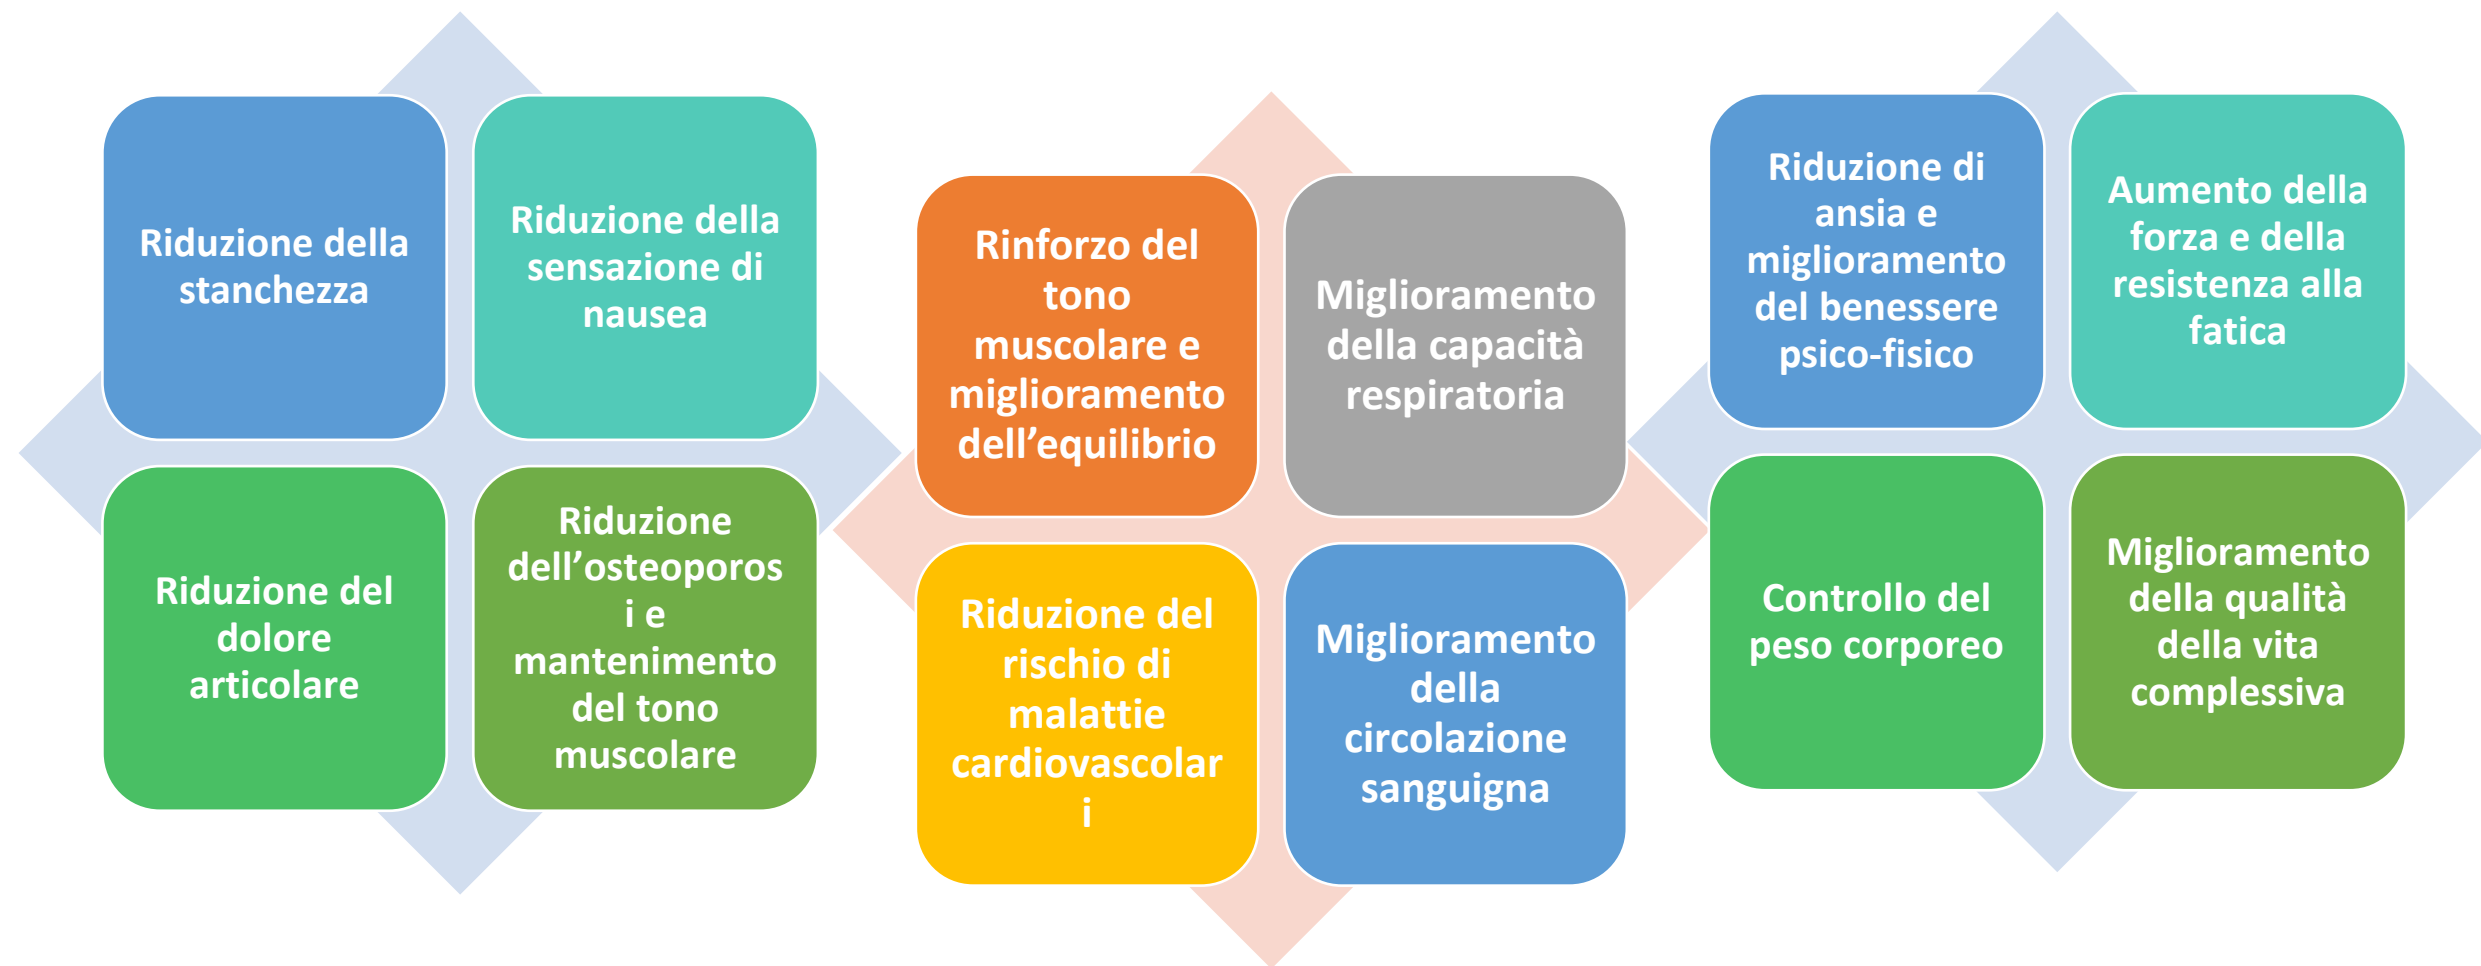 Riduzione della
stanchezza
Riduzione della
sensazione di
nausea
Riduzione del
dolore
articolare
Riduzione
dell’osteoporos
i e
mantenimento
del tono
muscolare
Rinforzo del
tono
muscolare e
miglioramento
dell’equilibrio
Miglioramento
della capacità
respiratoria
Riduzione del
rischio di
malattie
cardiovascolar
i
Miglioramento
della
circolazione
sanguigna
Riduzione di
ansia e
miglioramento
del benessere
psico-fisico
Aumento della
forza e della
resistenza alla
fatica
Controllo del
peso corporeo
Miglioramento
della qualità
della vita
complessiva